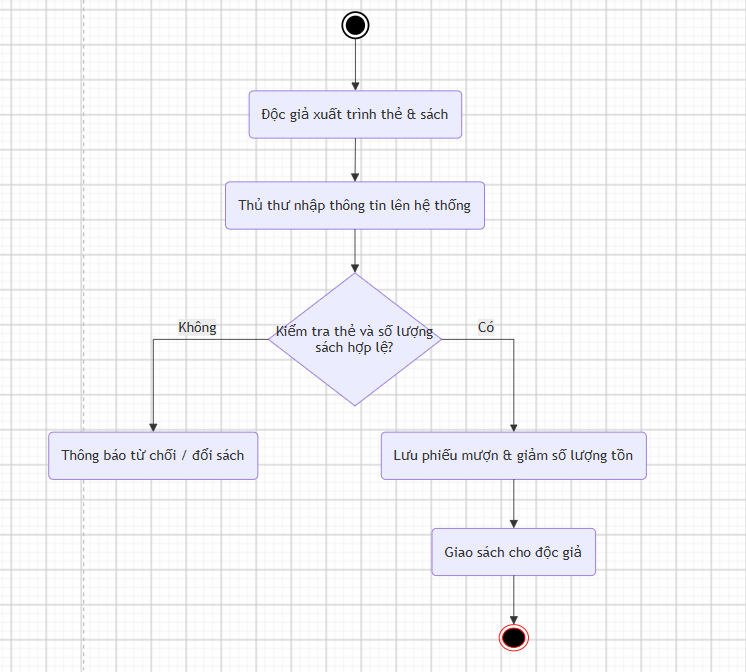 Độc giả xuất trình thẻ & sách
Thủ thư nhập thông tin lên hệ thống
Kiểm tra thẻ và số lượng
sách hợp lệ?
Không
Có
Thông báo từ chối / đổi sách
Lưu phiếu mượn & giảm số lượng tồn
Giao sách cho độc giả